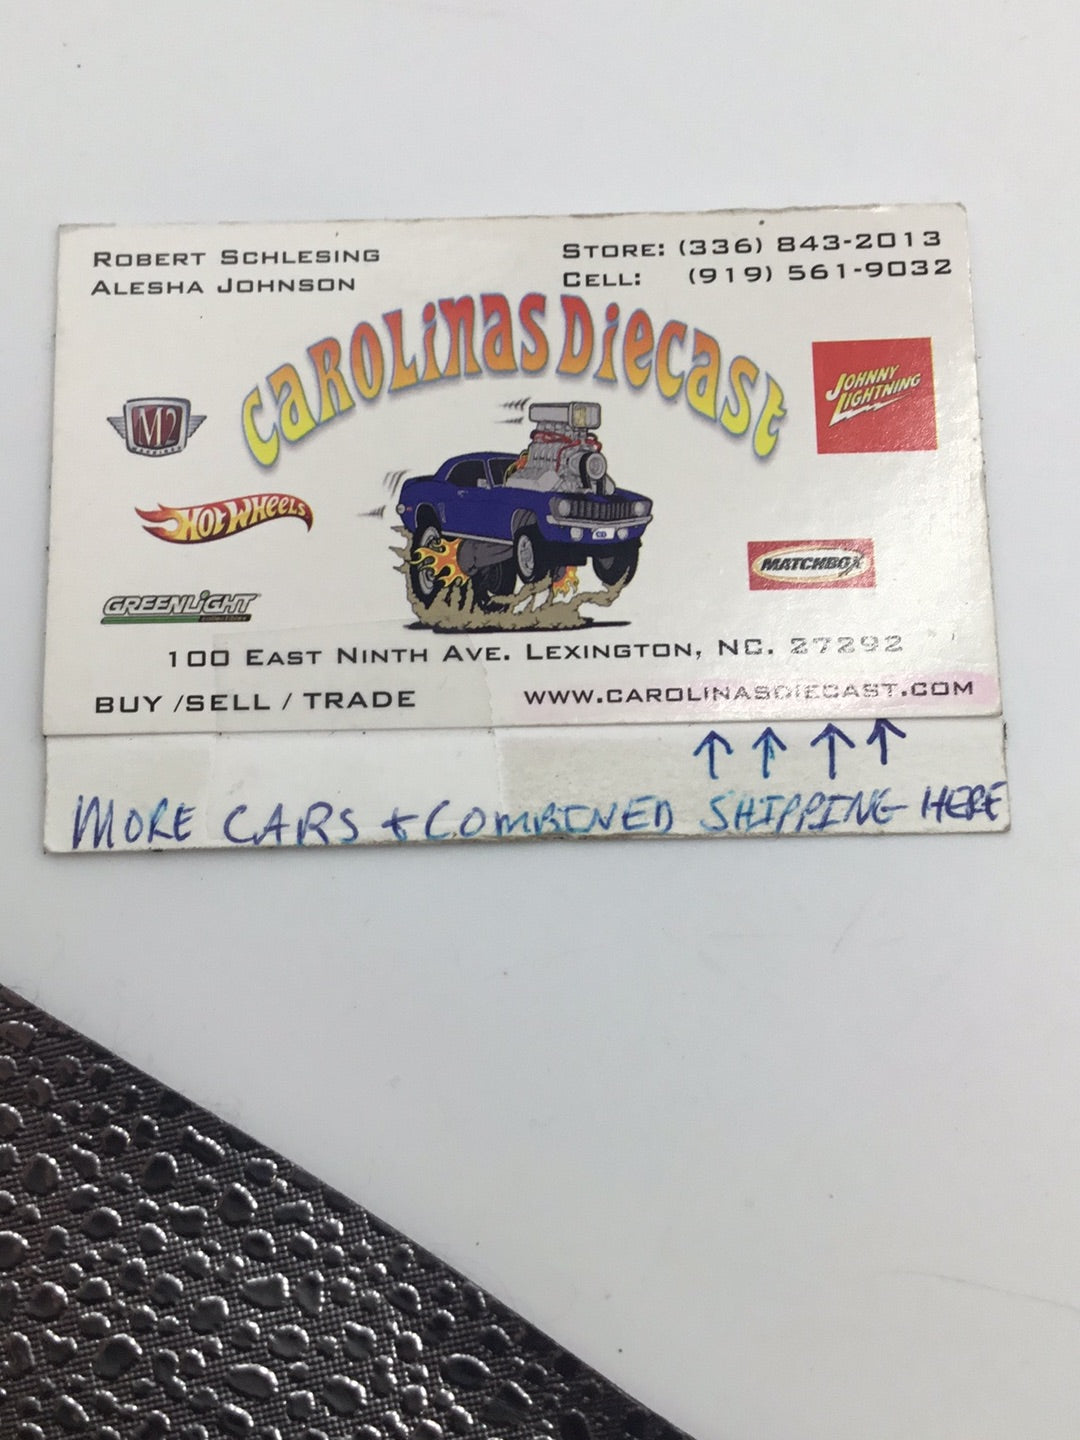 ROBERT SCHLESING
ALESHA JOHNSON
STORE: (336) 843-2013
CELL: (919) 561-9032
CAROLINAS DIECAST
M2
MACHINES
JOHNNY
LIGHTNING
HOT WHEELS
CD
MATCHBOX
GREENLIGHT
100 EAST NINTH AVE. LEXINGTON, NC. 27292
BUY /SELL / TRADE
WWW.CAROLINASDIECAST.COM
↑ ↑ ↑ ↑
MORE CARS + COMBINED SHIPPING HERE